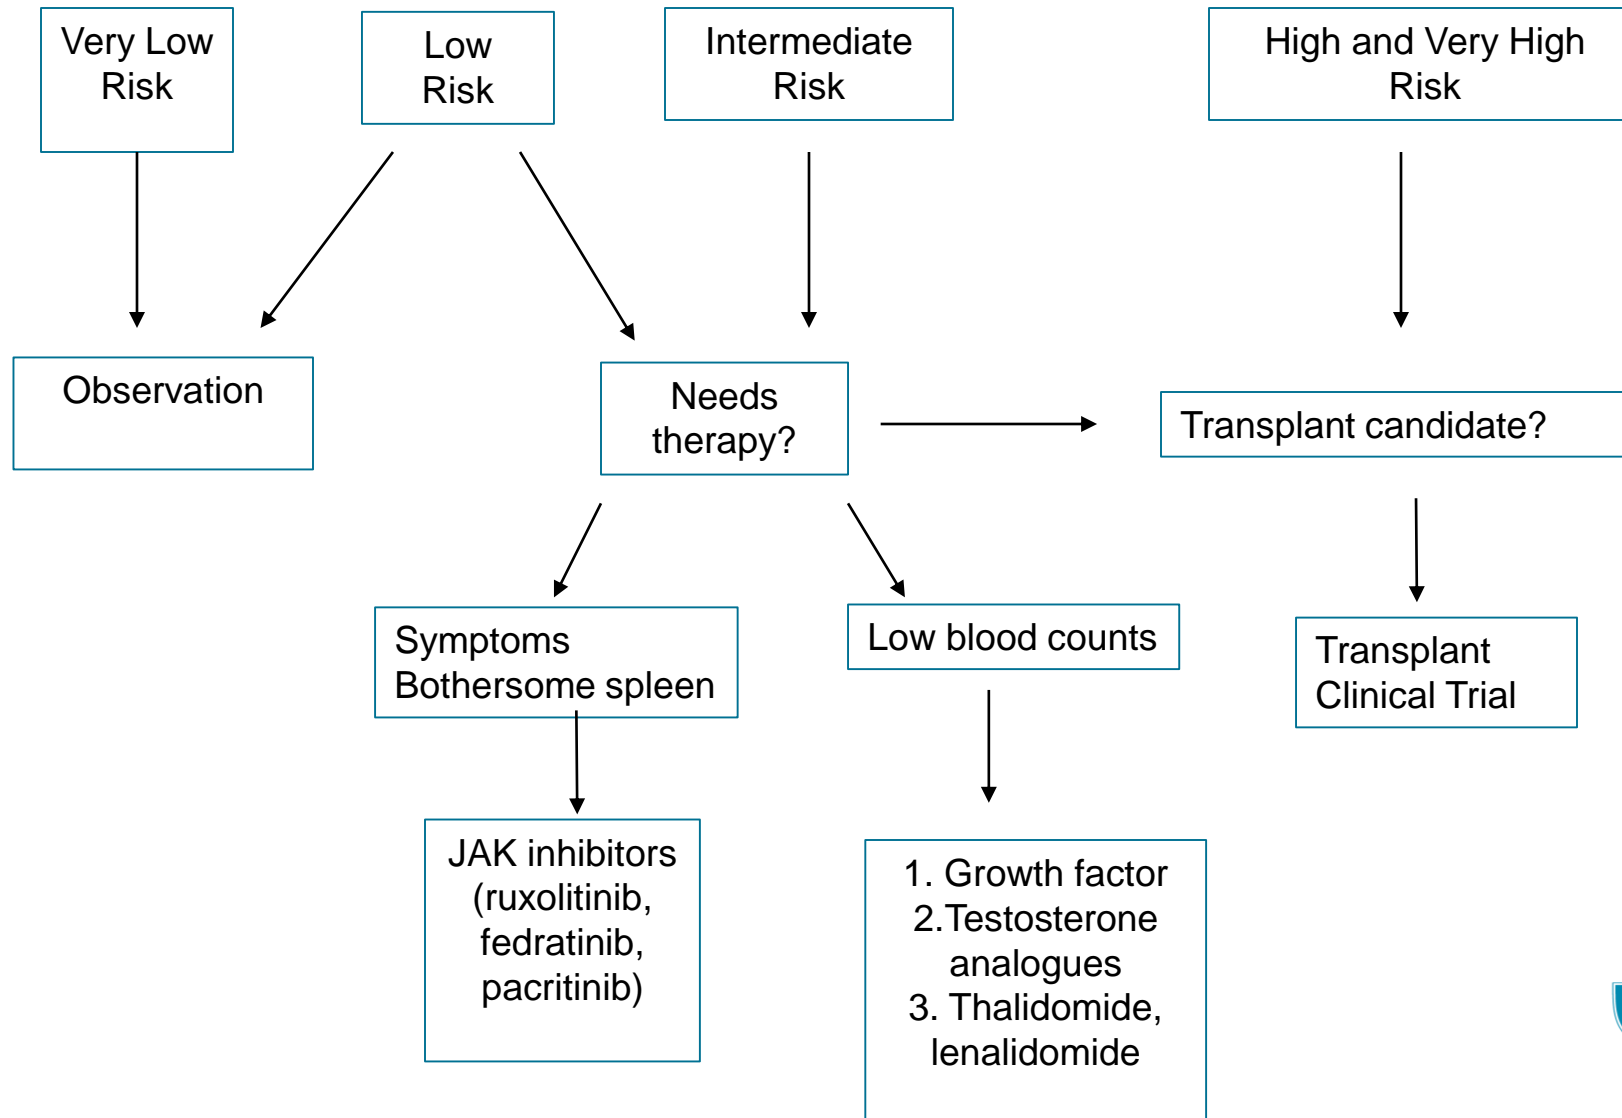 Very Low
Risk
Low
Risk
Intermediate
Risk
High and Very High
Risk
Observation
Needs
therapy?
Transplant candidate?
Symptoms
Bothersome spleen
Low blood counts
Transplant
Clinical Trial
JAK inhibitors
(ruxolitinib,
fedratinib,
pacritinib)
1. Growth factor
2.Testosterone
analogues
3. Thalidomide,
lenalidomide